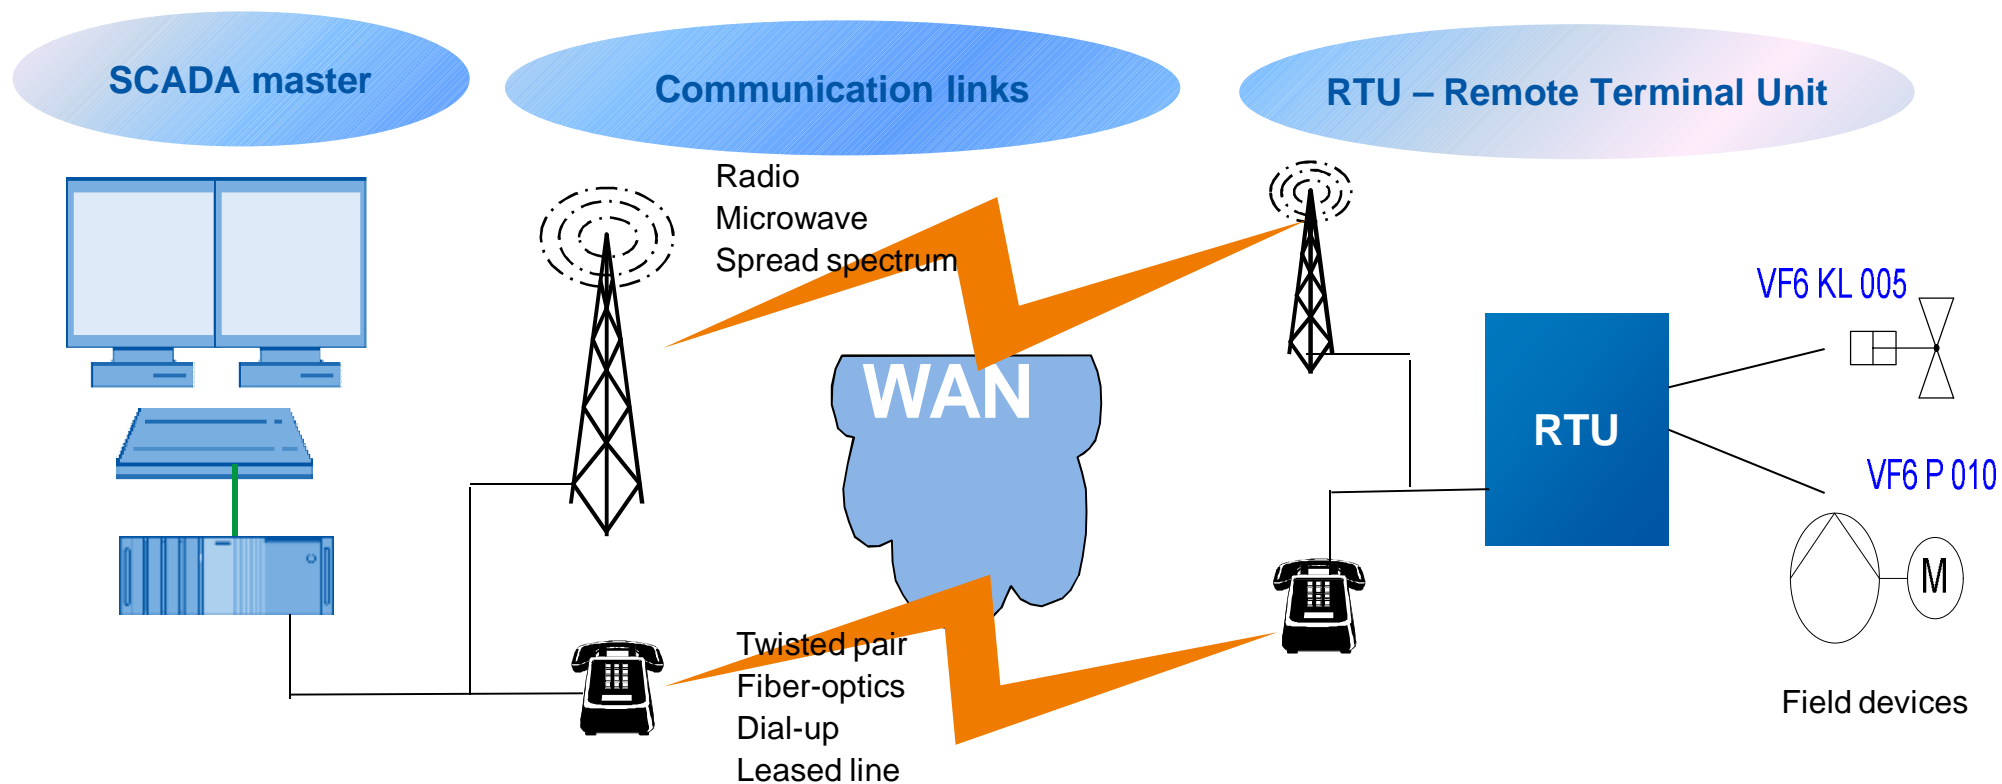 SCADA master
Communication links
RTU – Remote Terminal Unit
Radio
Microwave
Spread spectrum
WAN
VF6 KL 005
RTU
VF6 P 010
M
Twisted pair
Fiber-optics
Dial-up
Leased line
Field devices